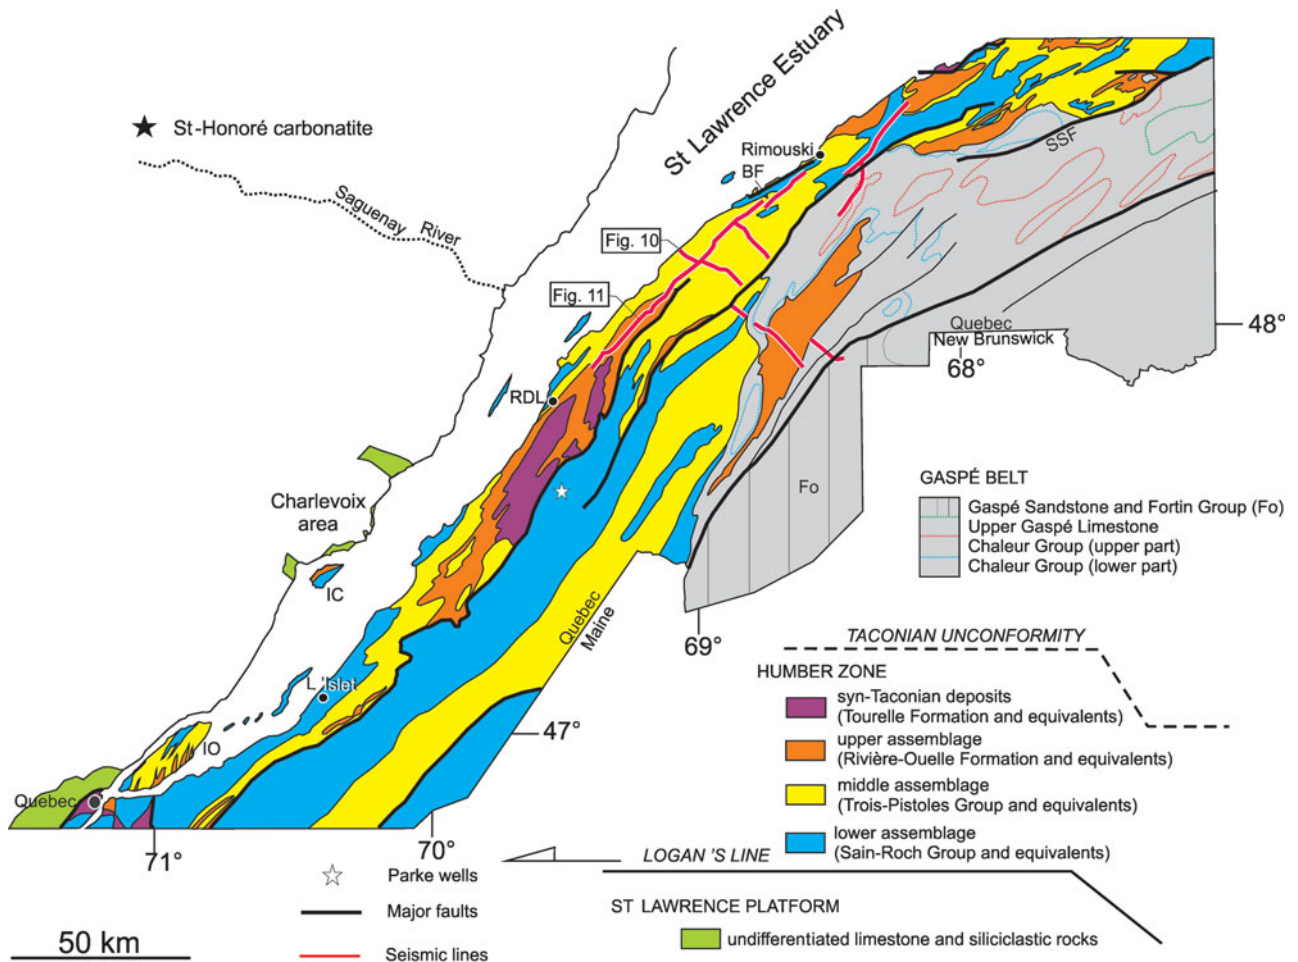 St-Honoré carbonatite
Saguenay River
St Lawrence Estuary
Rimouski
BF
SSF
Fig. 10
Fig. 11
Quebec
New Brunswick
48°
68°
RDL
Charlevoix
area
IC
Fo
Quebec
Maine
69°
L 'Islet
47°
IO
Quebec
71°
70°
GASPÉ BELT
Gaspé Sandstone and Fortin Group (Fo)
Upper Gaspé Limestone
Chaleur Group (upper part)
Chaleur Group (lower part)
TACONIAN UNCONFORMITY
HUMBER ZONE
syn-Taconian deposits
(Tourelle Formation and equivalents)
upper assemblage
(Rivière-Ouelle Formation and equivalents)
middle assemblage
(Trois-Pistoles Group and equivalents)
lower assemblage
(Sain-Roch Group and equivalents)
LOGAN 'S LINE
ST LAWRENCE PLATFORM
undifferentiated limestone and siliciclastic rocks
Parke wells
Major faults
Seismic lines
50 km